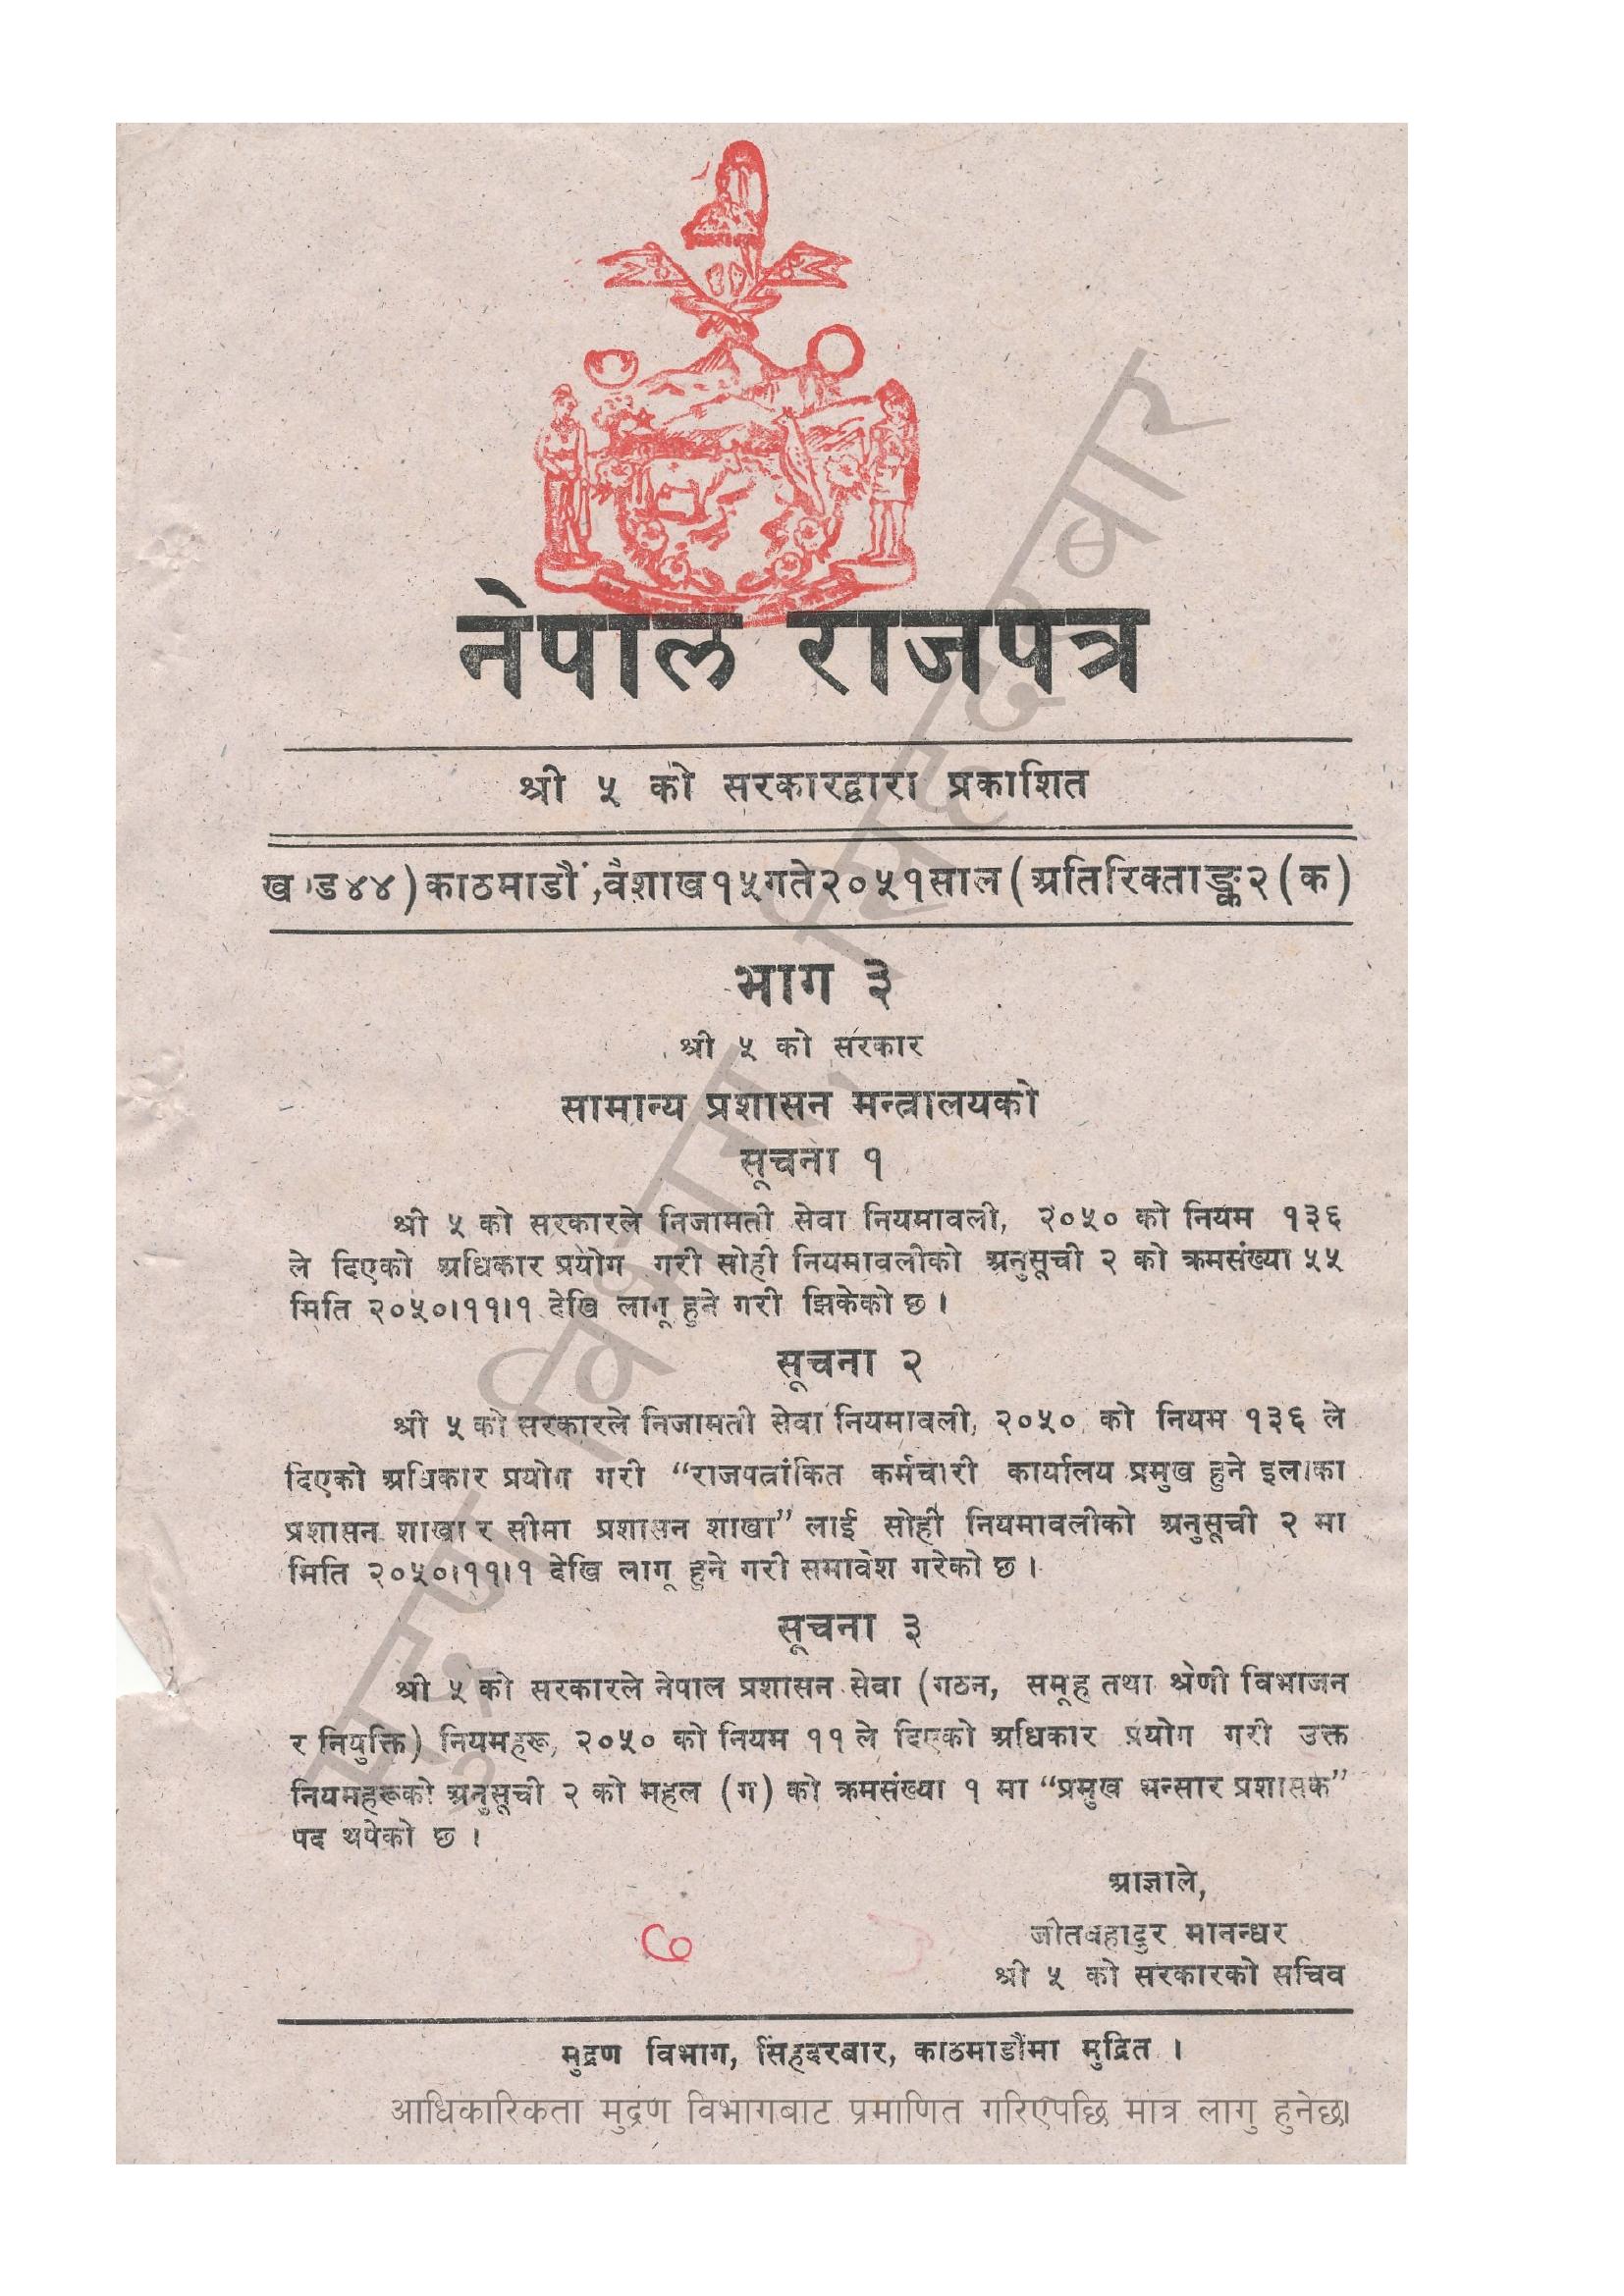 नेपाल राजपत्र
श्री ५ को सरकारद्वारा प्रकाशित
खण्ड ४४) काठमाडौं, वैशाख १५ गते २०५१ साल (अतिरिक्ताङ्क २ (क)
भाग ३
श्री ५ को सरकार
सामान्य प्रशासन मन्त्रालयको
सूचना १
श्री ५ को सरकारले निजामती सेवा नियमावली, २०५० को नियम १३६
ले दिएको अधिकार प्रयोग गरी सोही नियमावलीको अनुसूची २ को क्रमसंख्या ५५
मिति २०५०।११।१ देखि लागू हुने गरी झिकेको छ ।
सूचना २
श्री ५ को सरकारले निजामती सेवा नियमावली, २०५० को नियम १३६ ले
दिएको अधिकार प्रयोग गरी “राजपत्रांकित कर्मचारी कार्यालय प्रमुख हुने इलाका
प्रशासन शाखा र सीमा प्रशासन शाखा” लाई सोही नियमावलीको अनुसूची २ मा
मिति २०५०।११।१ देखि लागू हुने गरी समावेश गरेको छ ।
सूचना ३
श्री ५ को सरकारले नेपाल प्रशासन सेवा (गठन, समूह तथा श्रेणी विभाजन
र नियुक्ति) नियमहरू, २०५० को नियम ११ ले दिएको अधिकार प्रयोग गरी उक्त
नियमहरूको अनुसूची २ को महल (ग) को क्रमसंख्या १ मा “प्रमुख भन्सार प्रशासक”
पद थपेको छ ।
आज्ञाले,
जीतबहादुर मानन्धर
श्री ५ को सरकारको सचिव
७
मुद्रण विभाग, सिंहदरबार, काठमाडौंमा मुद्रित ।
आधिकारिकता मुद्रण विभागबाट प्रमाणित गरिएपछि मात्र लागु हुनेछ।
मुद्रण विभाग, सिंहदरबार